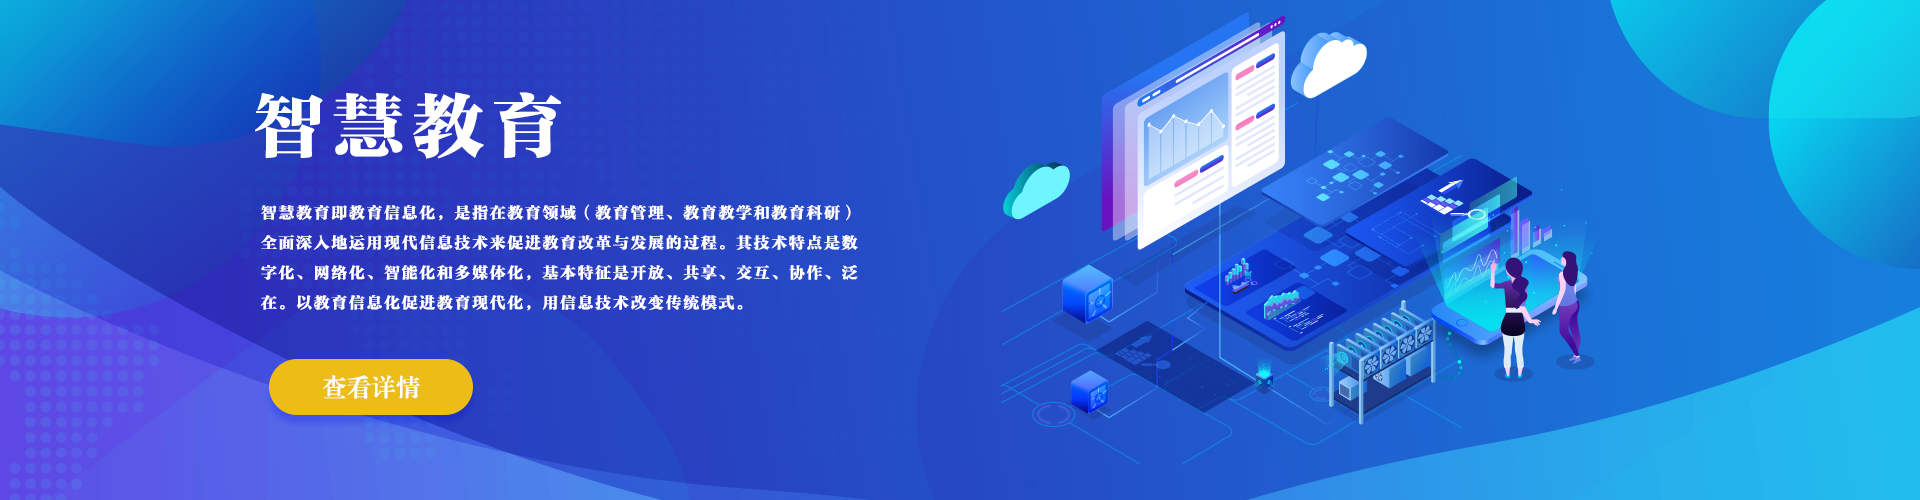 智慧教育
智慧教育即教育信息化，是指在教育领域（教育管理、教育教学和教育科研）
全面深入地运用现代信息技术来促进教育改革与发展的过程。其技术特点是数
字化、网络化、智能化和多媒体化，基本特征是开放、共享、交互、协作、泛
在。以教育信息化促进教育现代化，用信息技术改变传统模式。
查看详情